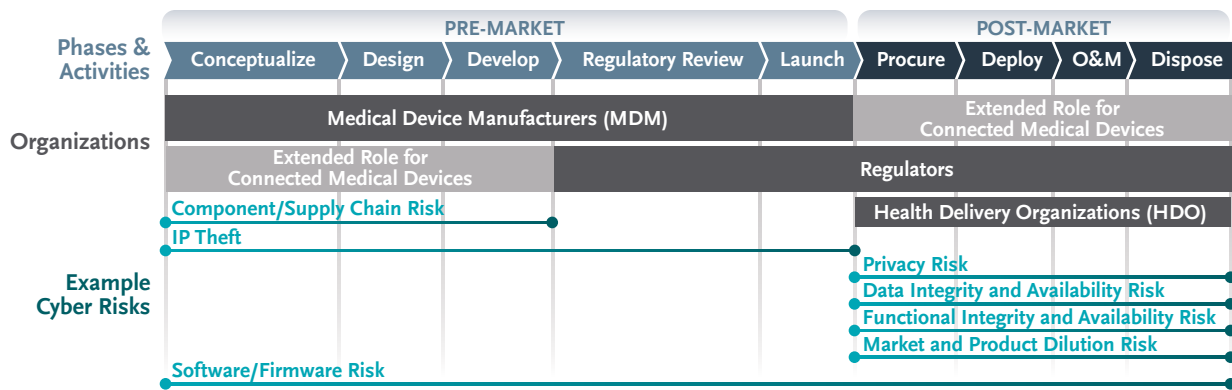 PRE-MARKET
POST-MARKET
Phases &
Activities
Conceptualize
Design
Develop
Regulatory Review
Launch
Procure
Deploy
O&M
Dispose
Organizations
Medical Device Manufacturers (MDM)
Extended Role for
Connected Medical Devices
Extended Role for
Connected Medical Devices
Regulators
Health Delivery Organizations (HDO)
Example
Cyber Risks
Component/Supply Chain Risk
IP Theft
Privacy Risk
Data Integrity and Availability Risk
Functional Integrity and Availability Risk
Market and Product Dilution Risk
Software/Firmware Risk